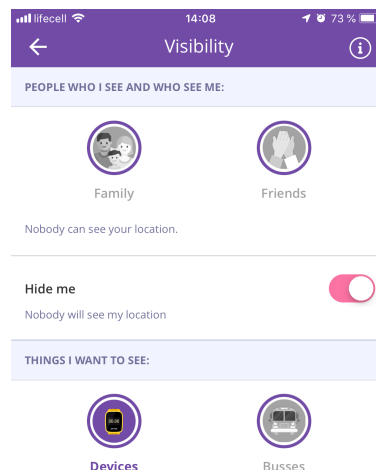 lifecell 14:08 73 %
Visibility
PEOPLE WHO I SEE AND WHO SEE ME:
Family Friends
Nobody can see your location.
Hide me
Nobody will see my location
THINGS I WANT TO SEE:
Devices Busses